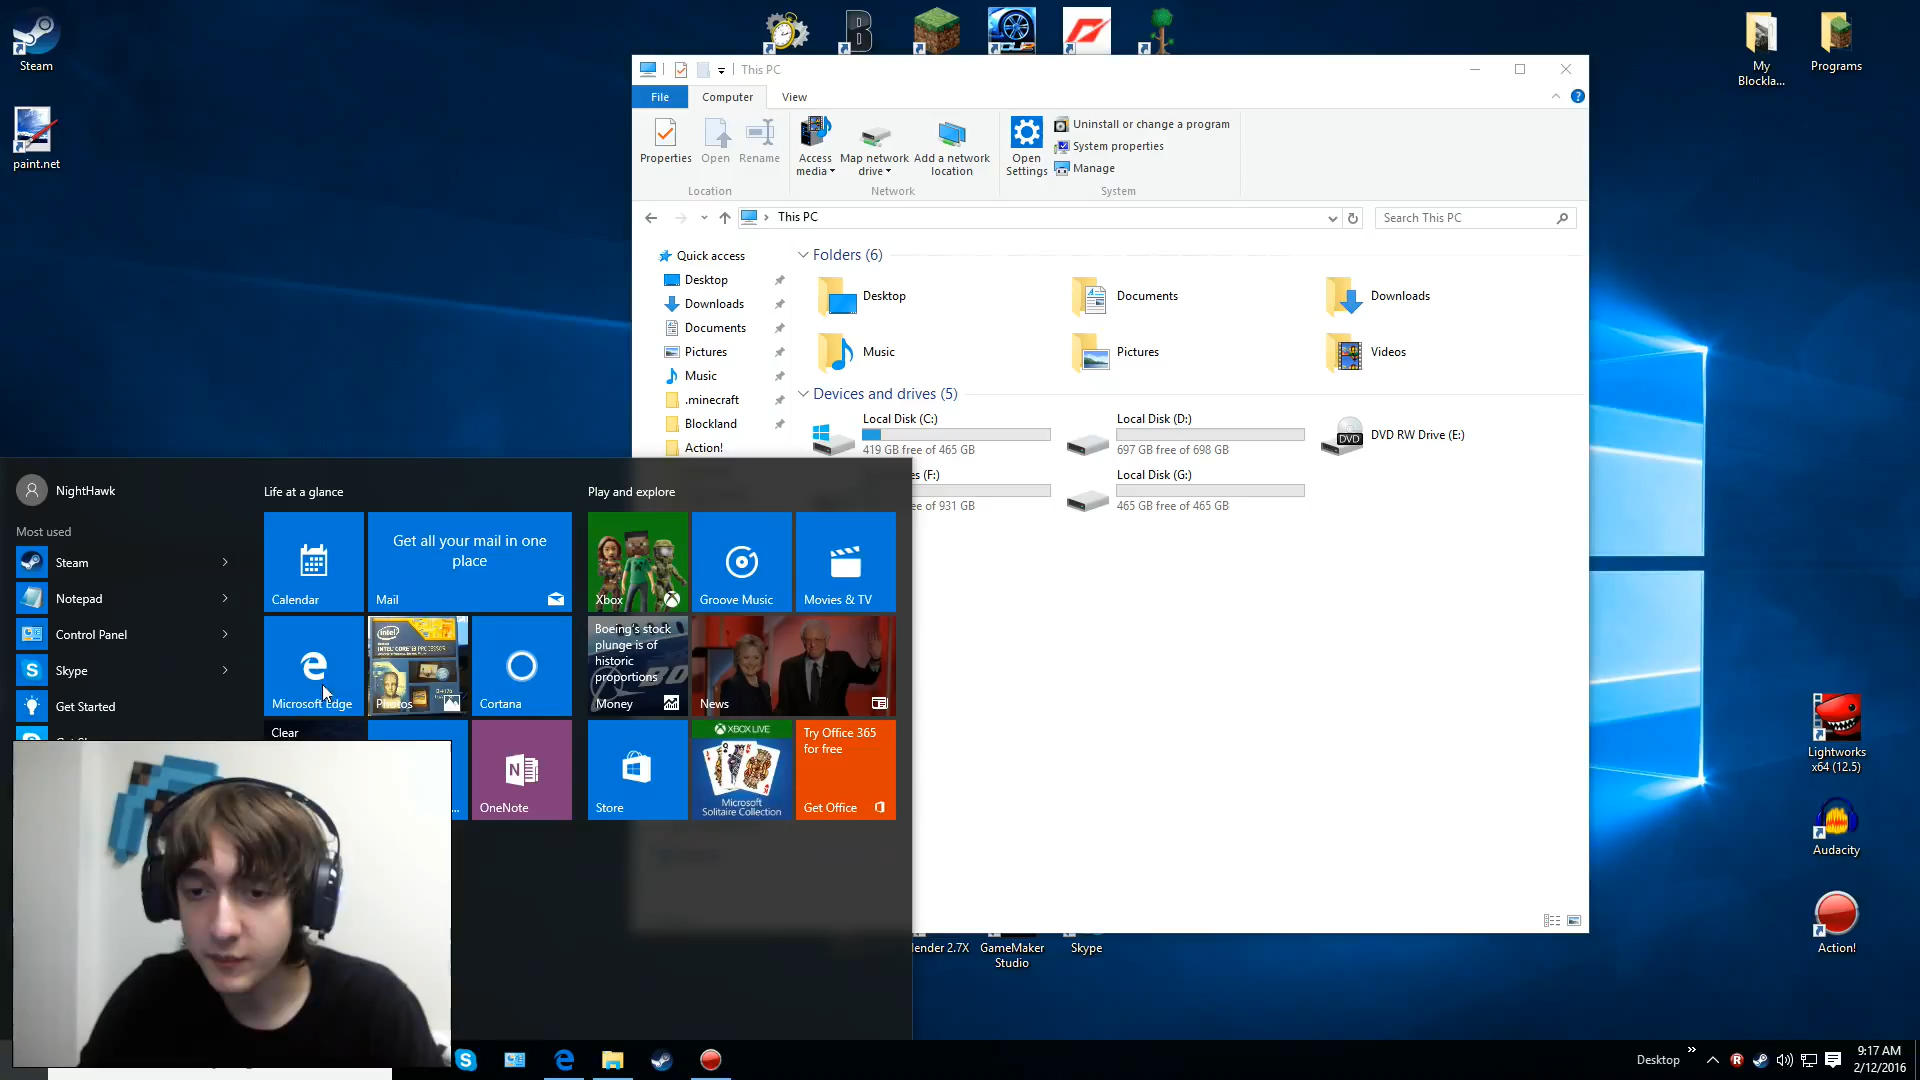 Steam
paint.net
My
Blockla...
Programs
This PC
File
Computer
View
Properties
Open
Rename
Access
media
Map network
drive
Add a network
location
Open
Settings
Uninstall or change a program
System properties
Manage
Location
Network
System
This PC
Search This PC
Quick access
Desktop
Downloads
Documents
Pictures
Music
.minecraft
Blockland
Action!
Folders (6)
Desktop
Documents
Downloads
Music
Pictures
Videos
Devices and drives (5)
Local Disk (C:)
419 GB free of 465 GB
Local Disk (D:)
697 GB free of 698 GB
DVD RW Drive (E:)
DVD
es (F:)
ee of 931 GB
Local Disk (G:)
465 GB free of 465 GB
NightHawk
Most used
Steam
Notepad
Control Panel
Skype
Get Started
Life at a glance
Calendar
Get all your mail in one
place
Mail
Microsoft Edge
Photos
Cortana
Clear
...
OneNote
Play and explore
Xbox
Groove Music
Movies & TV
Boeing's stock
plunge is of
historic
proportions
Money
News
Store
XBOX LIVE
Microsoft
Solitaire Collection
Try Office 365
for free
Get Office
Lightworks
x64 (12.5)
Audacity
Action!
lender 2.7X
GameMaker
Studio
Skype
Desktop
9:17 AM
2/12/2016